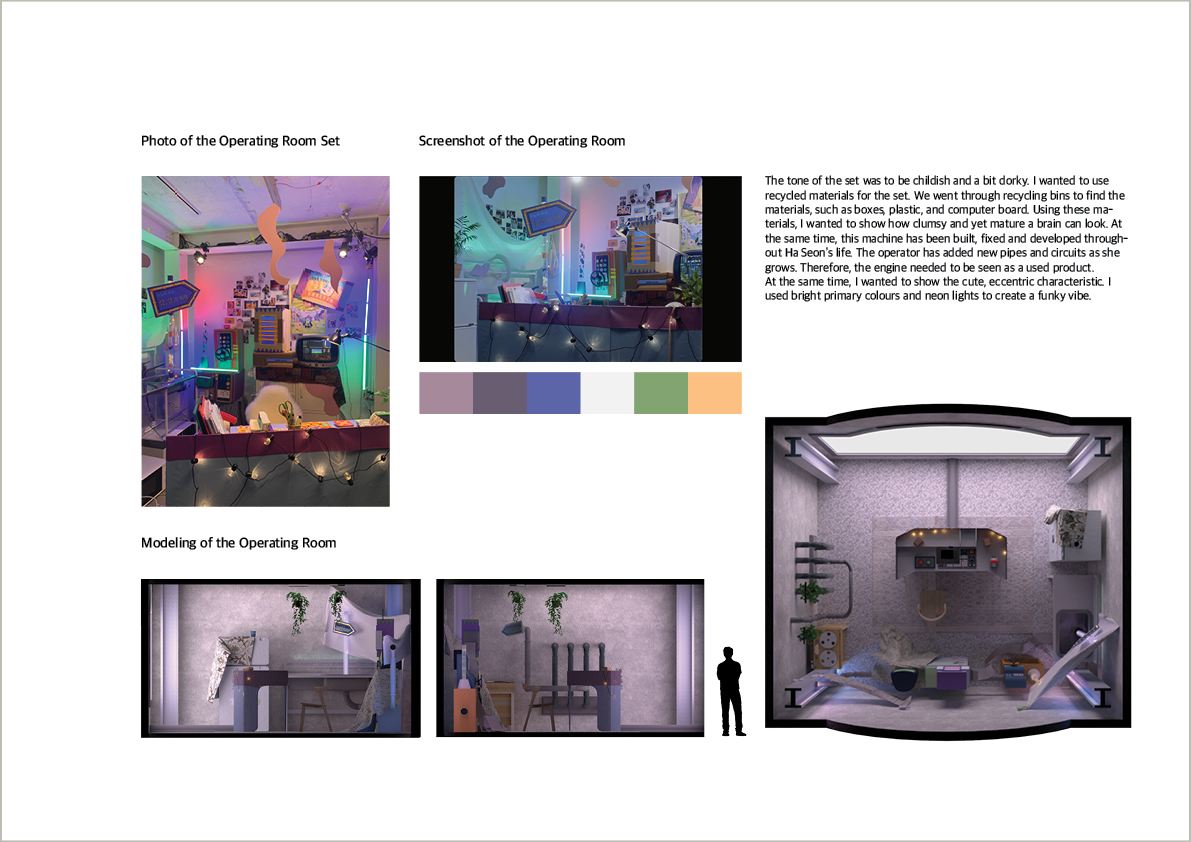 Photo of the Operating Room Set
Screenshot of the Operating Room
The tone of the set was to be childish and a bit dorky. I wanted to use
recycled materials for the set. We went through recycling bins to find the
materials, such as boxes, plastic, and computer board. Using these ma-
terials, I wanted to show how clumsy and yet mature a brain can look. At
the same time, this machine has been built, fixed and developed through-
out Ha Seon's life. The operator has added new pipes and circuits as she
grows. Therefore, the engine needed to be seen as a used product.
At the same time, I wanted to show the cute, eccentric characteristic. I
used bright primary colours and neon lights to create a funky vibe.
Modeling of the Operating Room